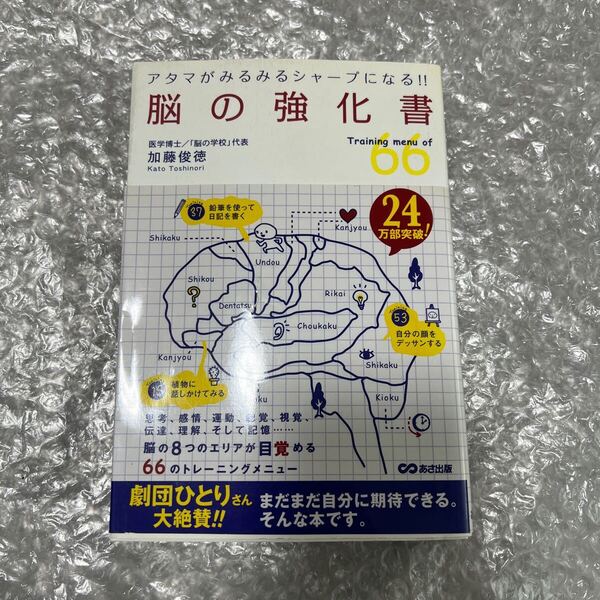 アタマがみるみるシャープになる!!
脳の強化書
医学博士/「脳の学校」代表
加藤俊徳
Kato Toshinori
Training menu of
66
24
万部突破!
37
鉛筆を使って
日記を書く
Kanjyou
Shikaku
Undou
Shikou
Rikai
Dentatsu
Choukaku
53
自分の顔を
デッサンする
Kanjyou
Shikaku
植物に
話しかけてみる
Kioku
思考、感情、運動、聴覚、視覚、
伝達、理解、そして記憶……
脳の8つのエリアが目覚める
66のトレーニングメニュー
あさ出版
劇団ひとりさん
大絶賛!!
まだまだ自分に期待できる。
そんな本です。